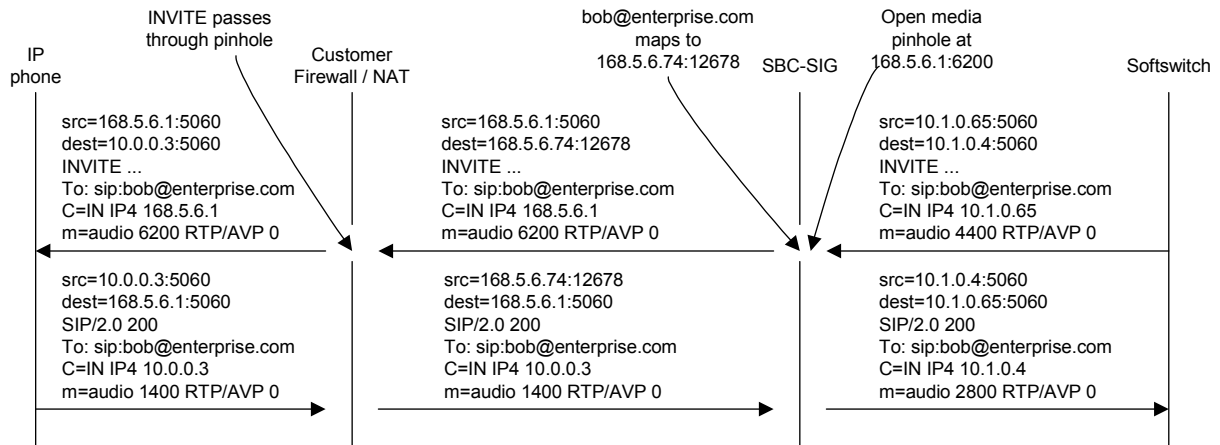 INVITE passes
through pinhole
bob@enterprise.com
maps to
168.5.6.74:12678
Open media
pinhole at
168.5.6.1:6200
IP
phone
Customer
Firewall / NAT
SBC-SIG
Softswitch
src=168.5.6.1:5060
dest=10.0.0.3:5060
INVITE ...
To: sip:bob@enterprise.com
C=IN IP4 168.5.6.1
m=audio 6200 RTP/AVP 0
src=168.5.6.1:5060
dest=168.5.6.74:12678
INVITE ...
To: sip:bob@enterprise.com
C=IN IP4 168.5.6.1
m=audio 6200 RTP/AVP 0
src=10.1.0.65:5060
dest=10.1.0.4:5060
INVITE ...
To: sip:bob@enterprise.com
C=IN IP4 10.1.0.65
m=audio 4400 RTP/AVP 0
src=10.0.0.3:5060
dest=168.5.6.1:5060
SIP/2.0 200
To: sip:bob@enterprise.com
C=IN IP4 10.0.0.3
m=audio 1400 RTP/AVP 0
src=168.5.6.74:12678
dest=168.5.6.1:5060
SIP/2.0 200
To: sip:bob@enterprise.com
C=IN IP4 10.0.0.3
m=audio 1400 RTP/AVP 0
src=10.1.0.4:5060
dest=10.1.0.65:5060
SIP/2.0 200
To: sip:bob@enterprise.com
C=IN IP4 10.1.0.4
m=audio 2800 RTP/AVP 0